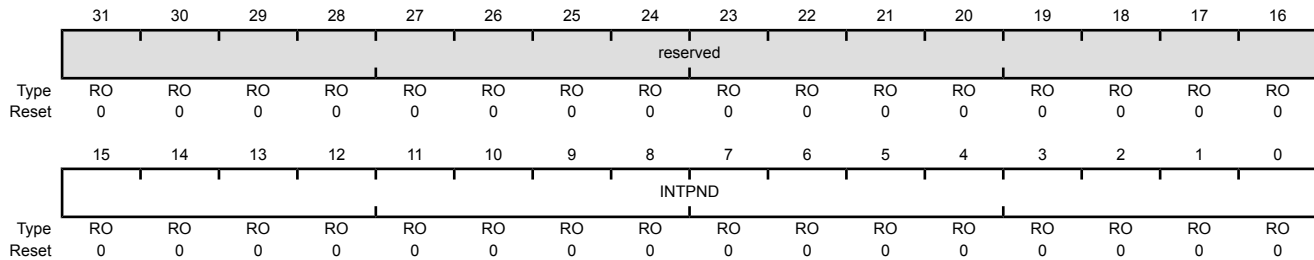 31 30 29 28 27 26 25 24 23 22 21 20 19 18 17 16
reserved
Type RO RO RO RO RO RO RO RO RO RO RO RO RO RO RO RO
Reset 0 0 0 0 0 0 0 0 0 0 0 0 0 0 0 0
15 14 13 12 11 10 9 8 7 6 5 4 3 2 1 0
INTPND
Type RO RO RO RO RO RO RO RO RO RO RO RO RO RO RO RO
Reset 0 0 0 0 0 0 0 0 0 0 0 0 0 0 0 0